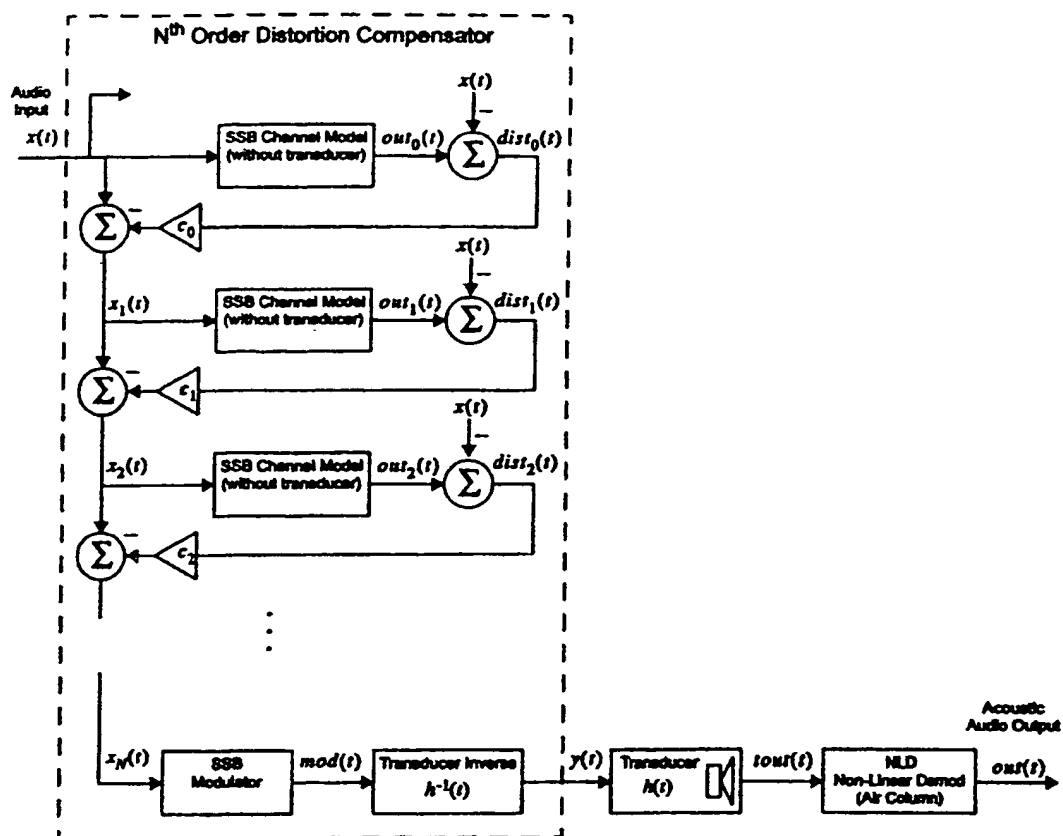 Nth Order Distortion Compensator
Audio
Input
x(t)
x(t)
−
SSB Channel Model
(without transducer)
out0(t)
Σ
dist0(t)
Σ
−
c0
x(t)
−
x1(t)
SSB Channel Model
(without transducer)
out1(t)
Σ
dist1(t)
Σ
−
c1
x(t)
−
x2(t)
SSB Channel Model
(without transducer)
out2(t)
Σ
dist2(t)
Σ
−
c2
Acoustic
Audio Output
xN(t)
SSB
Modulator
mod(t)
Transducer Inverse
h⁻¹(t)
y(t)
Transducer
h(t)
tout(t)
NLD
Non-Linear Demod
(Air Column)
out(t)